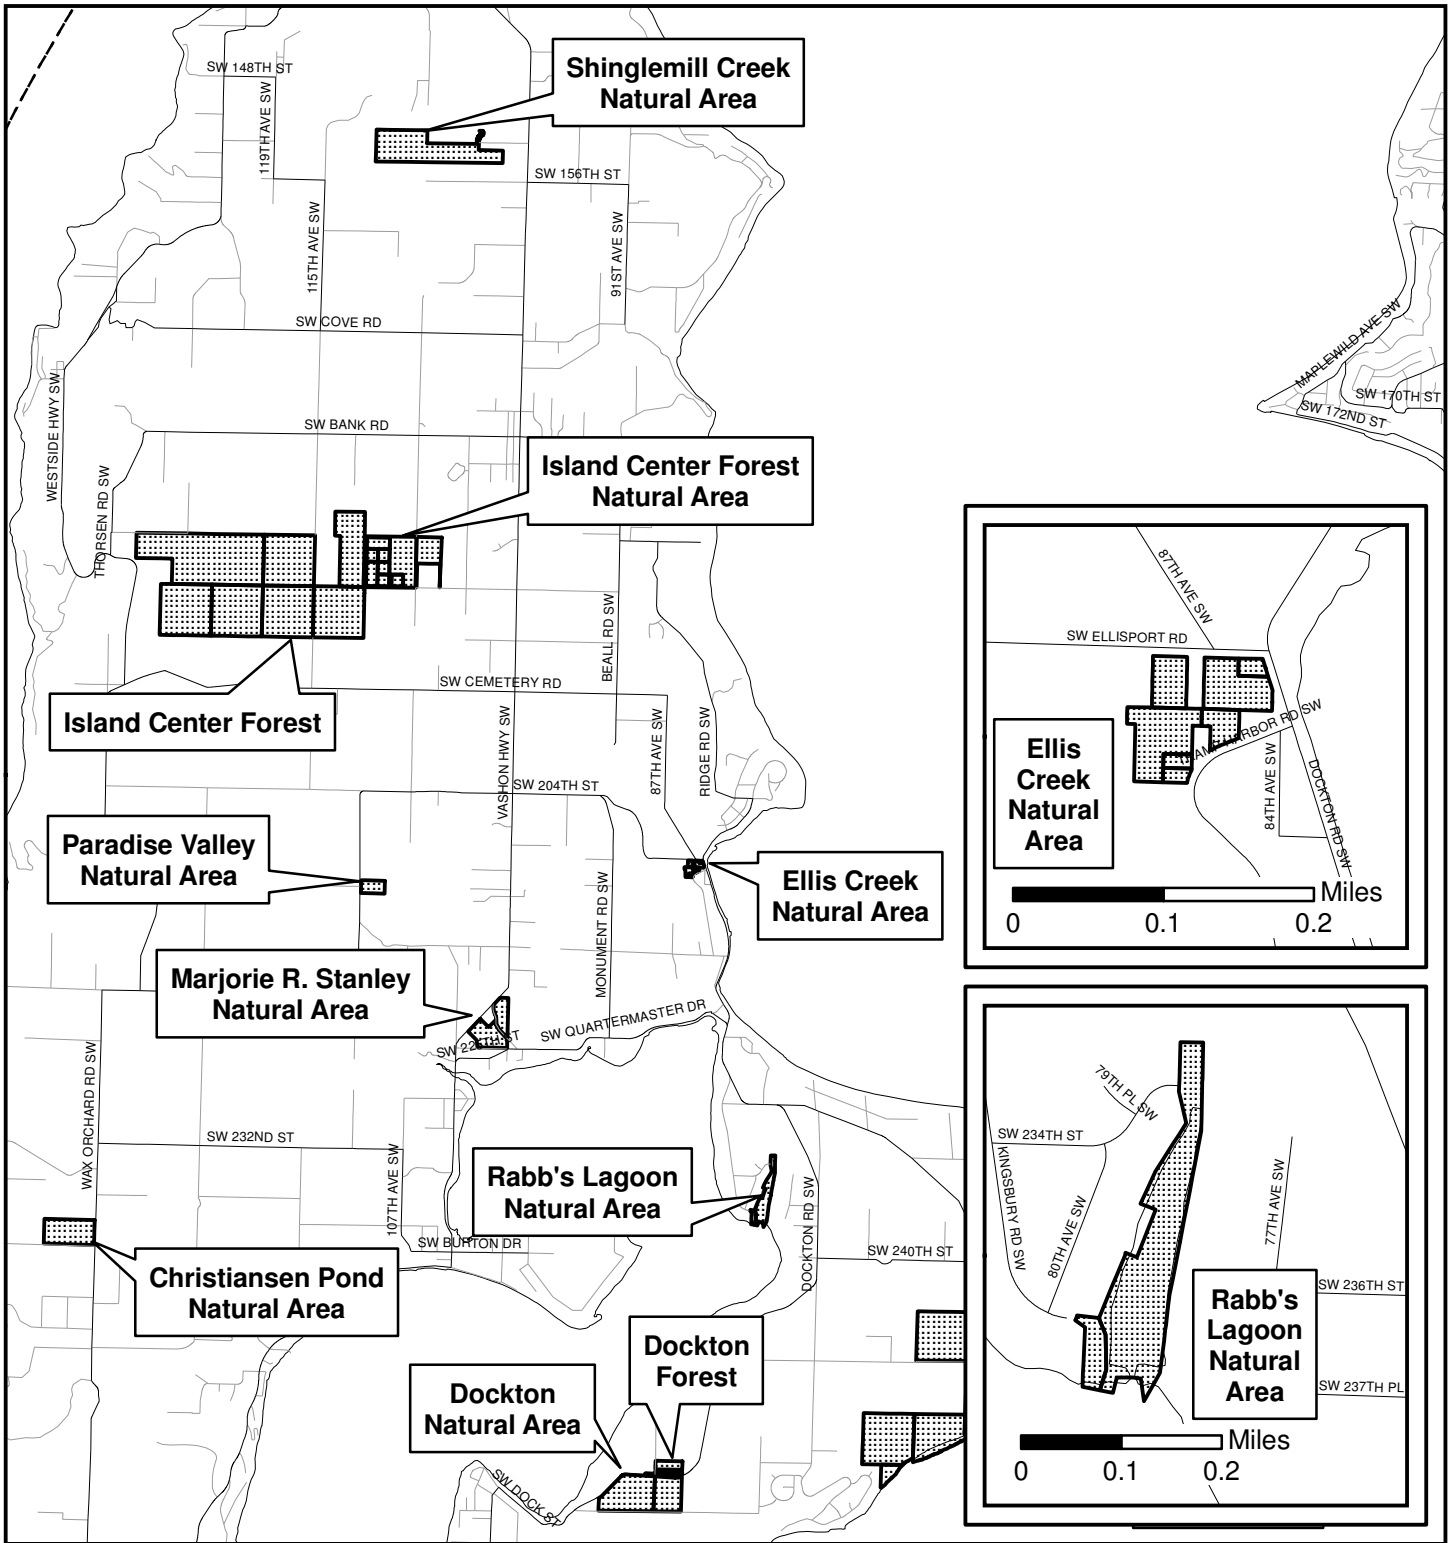 Shinglemill Creek
Natural Area
SW 148TH ST
119TH AVE SW
SW 156TH ST
115TH AVE SW
91ST AVE SW
SW COVE RD
MAPLEWILD AVE SW
SW 170TH ST
SW 172ND ST
WESTSIDE HWY SW
SW BANK RD
THORSEN RD SW
Island Center Forest
Natural Area
BEALL RD SW
SW CEMETERY RD
Island Center Forest
VASHON HWY SW
87TH AVE SW
RIDGE RD SW
SW 204TH ST
Paradise Valley
Natural Area
Ellis Creek
Natural Area
MONUMENT RD SW
Marjorie R. Stanley
Natural Area
SW QUARTERMASTER DR
WAX ORCHARD RD SW
SW 232ND ST
107TH AVE SW
Rabb's Lagoon
Natural Area
DOCKTON RD SW
SW BURTON DR
SW 240TH ST
Christiansen Pond
Natural Area
Dockton
Forest
Dockton
Natural Area
SW DOCK ST
87TH AVE SW
SW ELLISPORT RD
Ellis
Creek
Natural
Area
84TH AVE SW
DOCKTON RD SW
Miles
0 0.1 0.2
79TH PL SW
SW 234TH ST
KINGSBURY RD SW
80TH AVE SW
77TH AVE SW
SW 236TH ST
Rabb's
Lagoon
Natural
Area
SW 237TH PL
Miles
0 0.1 0.2